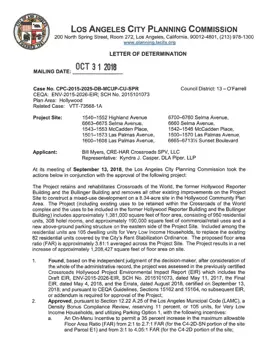 LOS ANGELES CITY PLANNING COMMISSION
200 North Spring Street, Room 272, Los Angeles, California, 90012-4801, (213) 978-1300
www.planning.lacity.org
LETTER OF DETERMINATION
MAILING DATE: OCT 31 2018
Case No. CPC-2015-2025-DB-MCUP-CU-SPR
Council District: 13 – O'Farrell
CEQA: ENV-2015-2026-EIR; SCH No. 2015101073
Plan Area: Hollywood
Related Case: VTT-73568-1A
Project Site:
1540–1552 Highland Avenue
6700–6760 Selma Avenue
6663–6675 Selma Avenue,
6660 Selma Avenue,
1543–1553 McCadden Place,
1542–1546 McCadden Place,
1501–1573 Las Palmas Avenue,
1500–1570 Las Palmas Avenue,
1600–1608 Las Palmas Avenue,
6665–6713½ Sunset Boulevard
Applicant:
Bill Myers, CRE-HAR Crossroads SPV, LLC
Representative: Kyndra J. Casper, DLA Piper, LLP
At its meeting of September 13, 2018, the Los Angeles City Planning Commission took the
actions below in conjunction with the approval of the following project:
The Project retains and rehabilitates Crossroads of the World, the former Hollywood Reporter
Building and the Bullinger Building and removes all other existing improvements on the Project
Site to construct a mixed-use development on a 8.34-acre site in the Hollywood Community Plan
Area. The Project (including existing uses to be retained within the Crossroads of the World
complex and the uses to be included in the former Hollywood Reporter Building and the Bullinger
Building) includes approximately 1,381,000 square feet of floor area, consisting of 950 residential
units, 308 hotel rooms, and approximately 190,000 square feet of commercial/retail uses and a
new above-ground parking structure on the eastern side of the Project Site. Included among the
residential units are 105 dwelling units for Very Low Income Households, to replace the existing
82 residential units covered by the City's Rent Stabilization Ordinance. The proposed floor area
ratio (FAR) is approximately 3.81:1 averaged across the Project Site. The Project results in a net
increase of approximately 1,208,427 square feet of floor area on site.
1. Found, based on the independent judgment of the decision-maker, after consideration of
the whole of the administrative record, the project was assessed in the previously certified
Crossroads Hollywood Project Environmental Impact Report (EIR) which includes the
Draft EIR, ENV-2015-2026-EIR, SCH No. 2015101073, dated May 11, 2017, the Final
EIR, dated May 4, 2018, and the Errata, dated August 2018, certified on September 13,
2018; and pursuant to CEQA Guidelines, Sections 15162 and 15164, no subsequent EIR,
or addendum is required for approval of the Project;
2. Approved, pursuant to Section 12.22 A.25 of the Los Angeles Municipal Code (LAMC), a
Density Bonus Compliance Review, reserving 11 percent, or 105 units, for Very Low
Income Households, and utilizing Parking Option 1, with the following incentives:
a. An On-Menu Incentive to permit a 35 percent increase in the maximum allowable
Floor Area Ratio (FAR) from 2:1 to 2.7:1 FAR (for the C4-2D-SN portion of the site